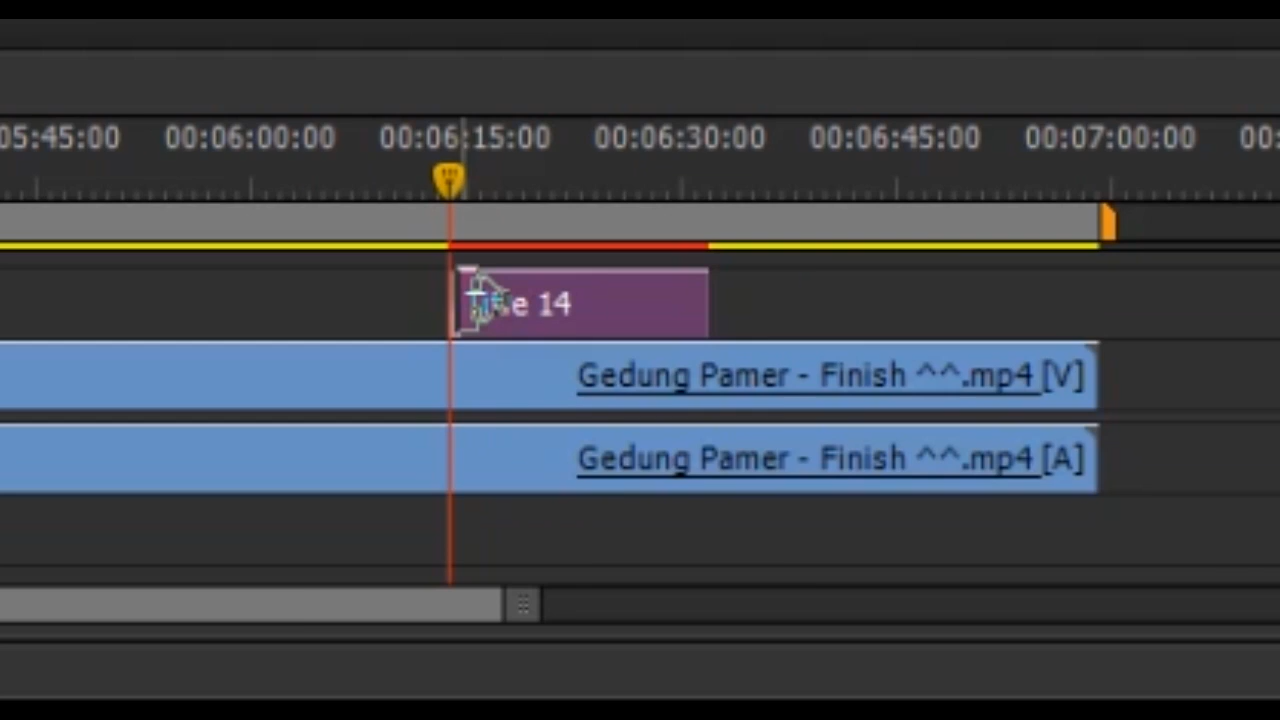 05:45:00 00:06:00:00 00:06:15:00 00:06:30:00 00:06:45:00 00:07:00:00 00:
Title 14
Gedung Pamer - Finish ^^.mp4 [V]
Gedung Pamer - Finish ^^.mp4 [A]